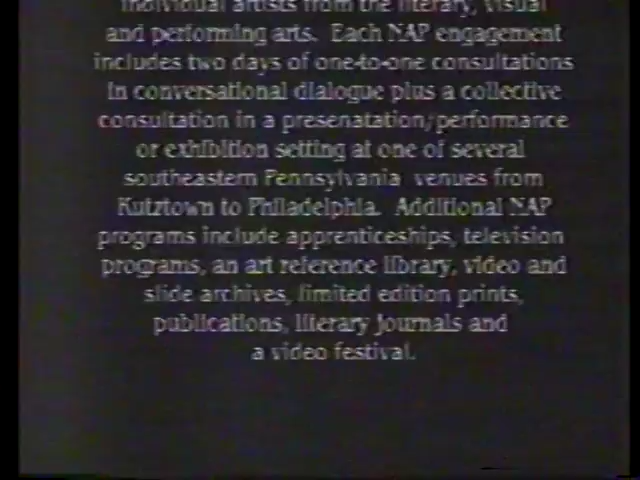 individual artists from the literary, visual
and performing arts. Each NAP engagement
includes two days of one-to-one consultations
in conversational dialogue plus a collective
consultation in a presenatation/performance
or exhibition setting at one of several
southeastern Pennsylvania venues from
Kutztown to Philadelphia. Additional NAP
programs include apprenticeships, television
programs, an art reference library, video and
slide archives, limited edition prints,
publications, literary journals and
a video festival.